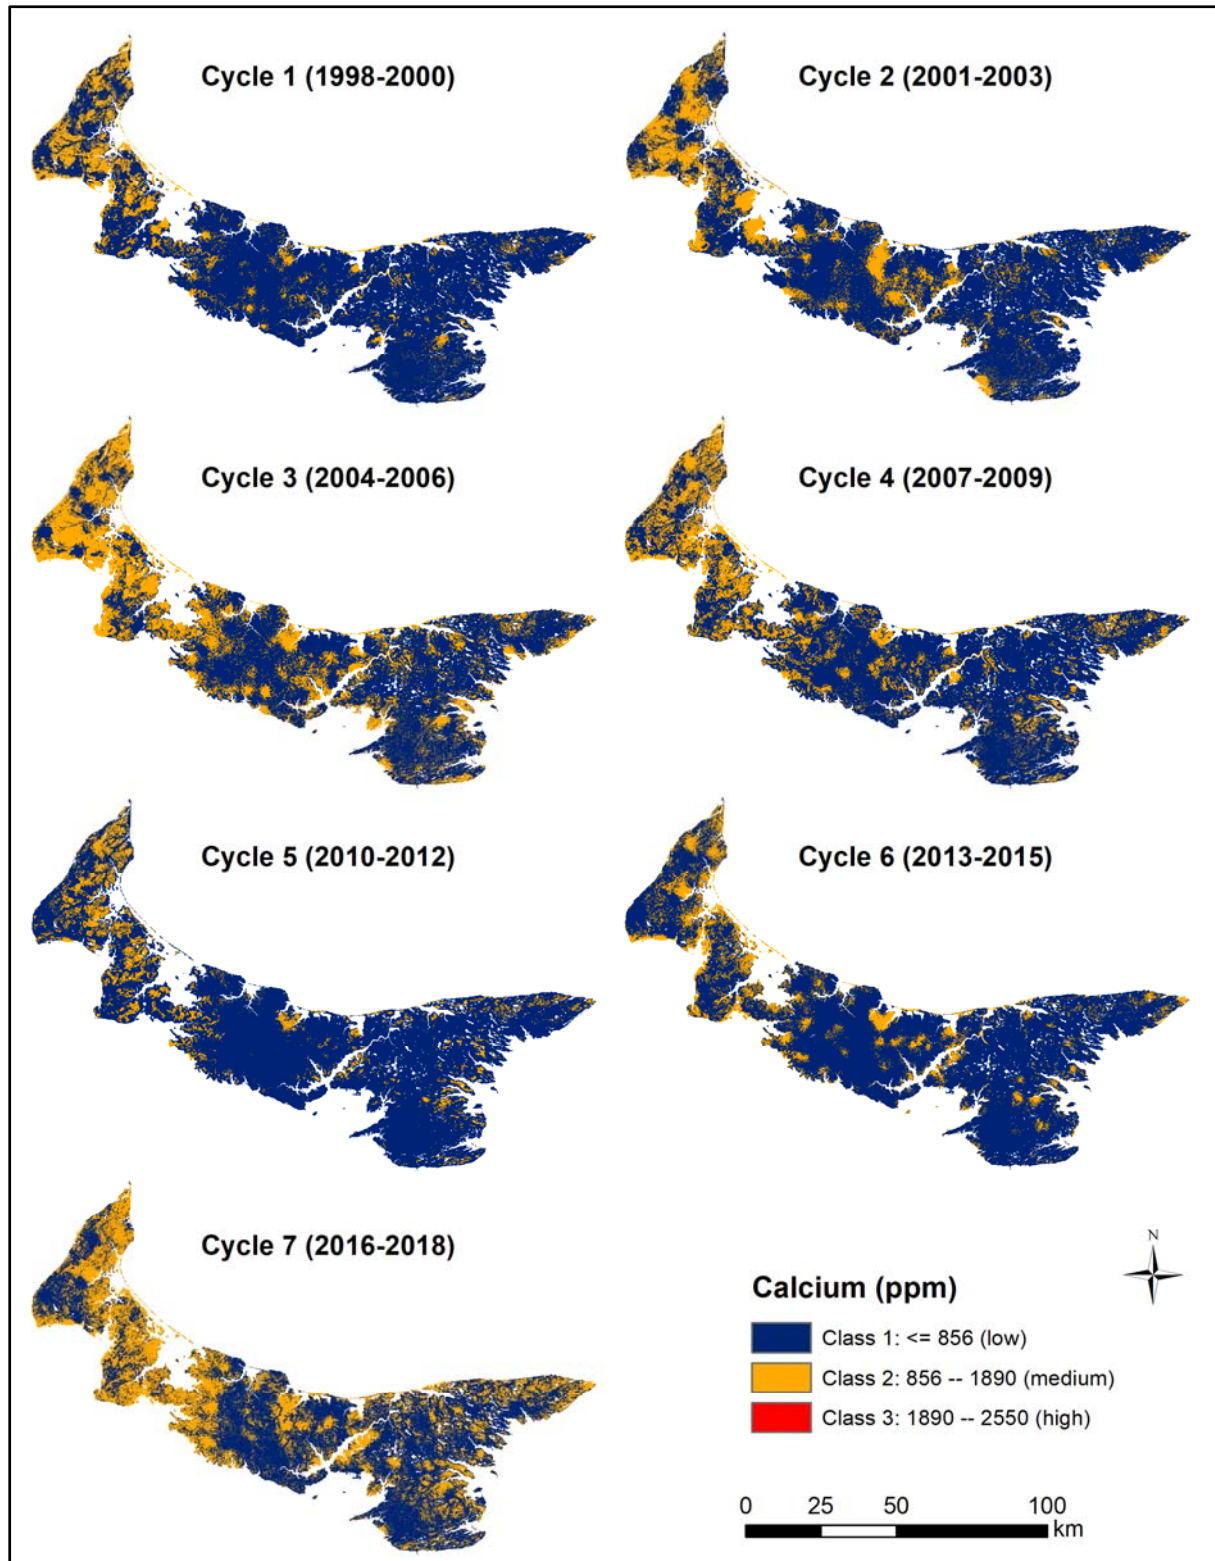 Cycle 1 (1998-2000)
Cycle 2 (2001-2003)
Cycle 3 (2004-2006)
Cycle 4 (2007-2009)
Cycle 5 (2010-2012)
Cycle 6 (2013-2015)
Cycle 7 (2016-2018)
N
Calcium (ppm)
Class 1: <= 856 (low)
Class 2: 856 -- 1890 (medium)
Class 3: 1890 -- 2550 (high)
0 25 50 100
km